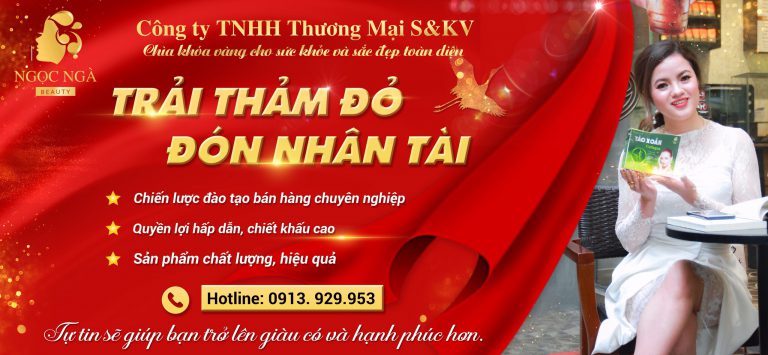 NGỌC NGÀ
BEAUTY
Công ty TNHH Thương Mại S&KV
Chìa khóa vàng cho sức khỏe và sắc đẹp toàn diện
TRẢI THẢM ĐỎ
ĐÓN NHÂN TÀI
Chiến lược đào tạo bán hàng chuyên nghiệp
Quyền lợi hấp dẫn, chiết khấu cao
Sản phẩm chất lượng, hiệu quả
Hotline: 0913. 929.953
Tự tin sẽ giúp bạn trở lên giàu có và hạnh phúc hơn.
TẢO XOẮN
Collagen